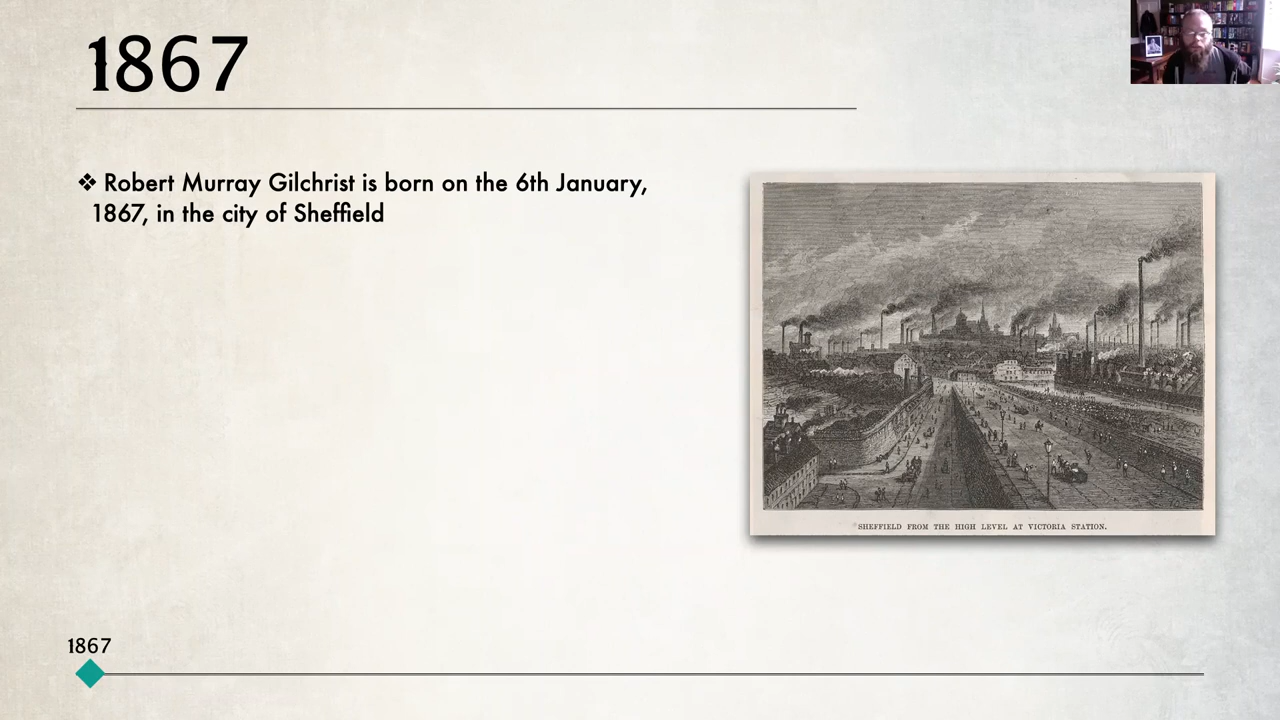 1867
❖ Robert Murray Gilchrist is born on the 6th January,
1867, in the city of Sheffield
SHEFFIELD FROM THE HIGH LEVEL AT VICTORIA STATION.
1867